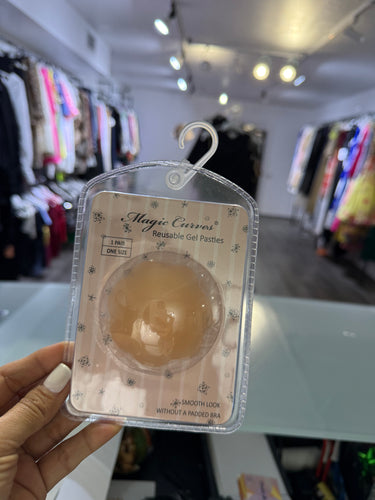 Magic Curves®
Reusable Gel Pasties
1 PAIR
ONE SIZE
SMOOTH LOOK
WITHOUT A PADDED BRA